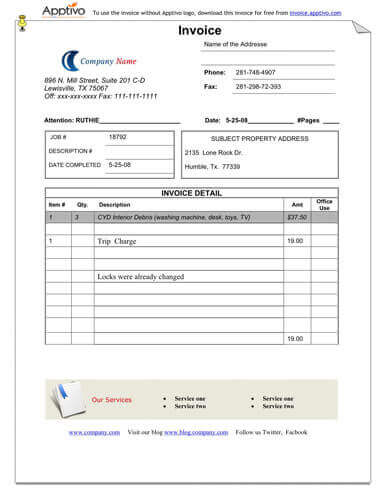 Apptivo
To use the invoice without Apptivo logo, download this invoice for free from invoice.apptivo.com
Invoice
Name of the Addresse
Company Name
Phone: 281-748-4907
Fax: 281-298-72-393
896 N. Mill Street, Suite 201 C-D
Lewisville, TX 75067
Off: xxx-xxx-xxxx Fax: 111-111-1111
Attention: RUTHIE Date: 5-25-08 #Pages
JOB # 18792
DESCRIPTION #
DATE COMPLETED 5-25-08
SUBJECT PROPERTY ADDRESS
2135 Lone Rock Dr.
Humble, Tx. 77339
INVOICE DETAIL
Item # Qty. Description Amt Office Use
1 3 CYD Interior Debris (washing machine, desk, toys, TV) $37.50
1 Trip Charge 19.00
Locks were already changed
19.00
Our Services
• Service one
• Service two
• Service one
• Service two
www.company.com Visit our blog www.blog.company.com Follow us Twitter, Facbook